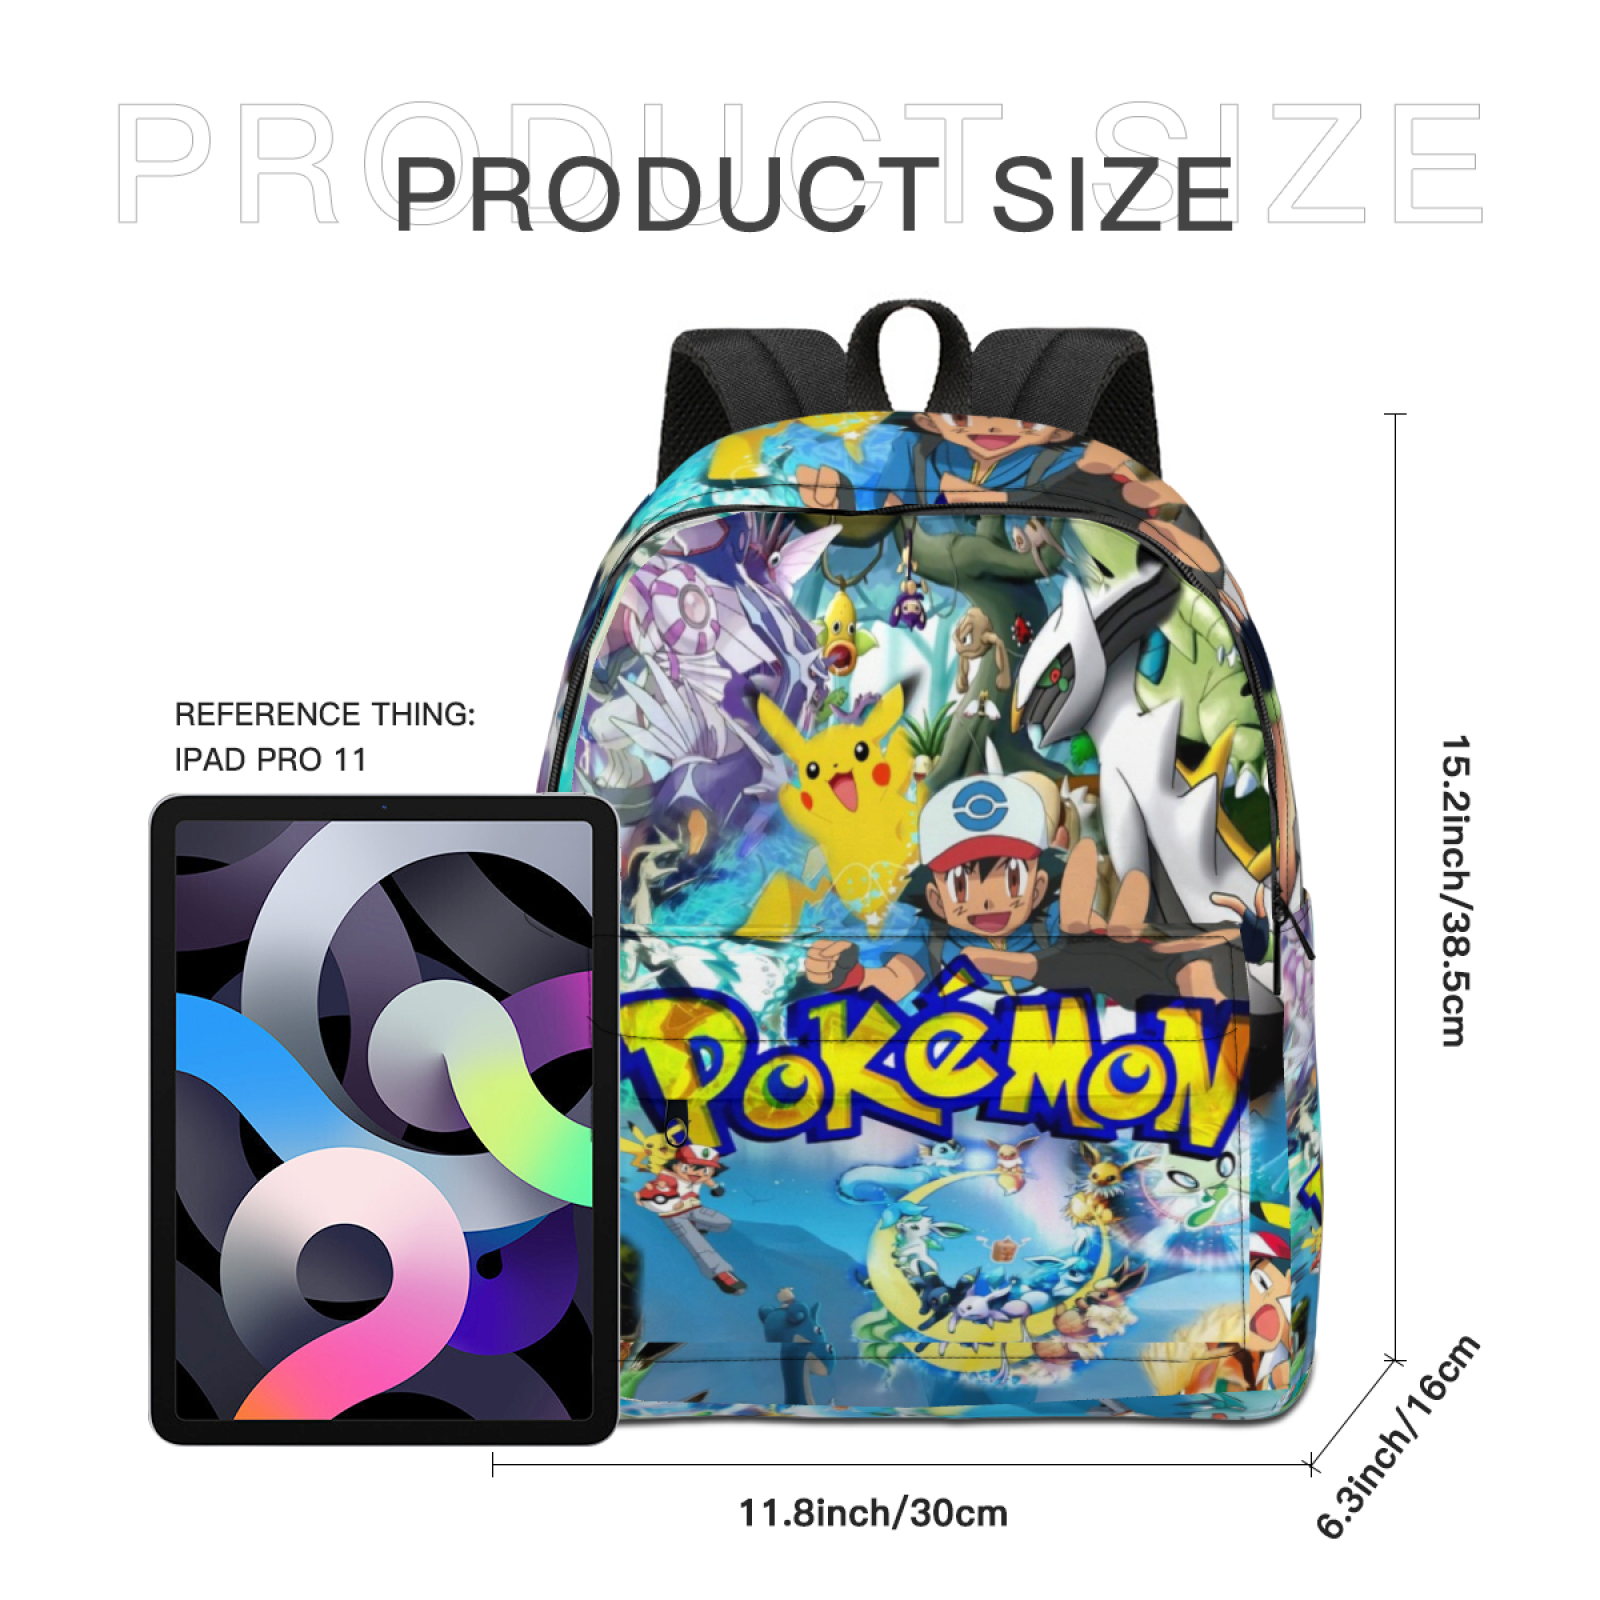 PRODUCT SIZE
PRODUCT SIZE
REFERENCE THING:
IPAD PRO 11
POKéMON
15.2inch/38.5cm
6.3inch/16cm
11.8inch/30cm